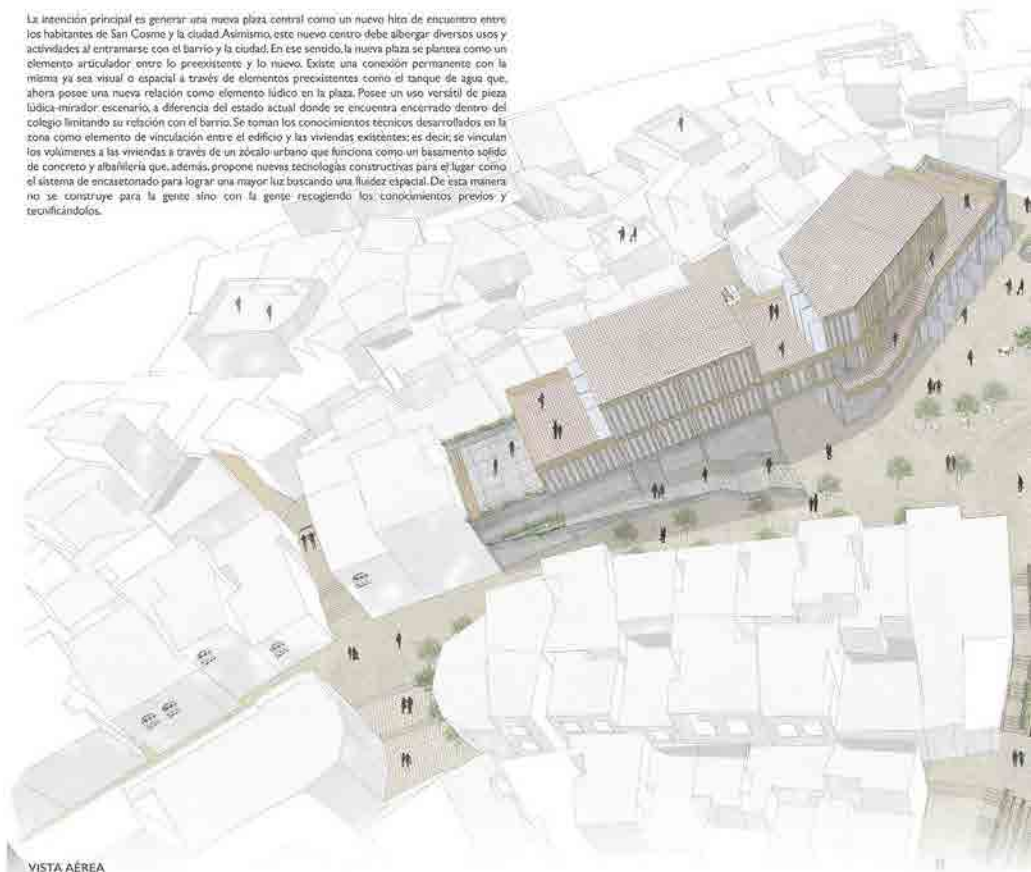 La intención principal es generar una nueva plaza central como un nuevo hito de encuentro entre
los habitantes de San Cosme y la ciudad. Asimismo, este nuevo centro debe albergar diversos usos y
actividades al entramarse con el barrio y la ciudad. En ese sentido, la nueva plaza se plantea como un
elemento articulador entre lo preexistente y lo nuevo. Existe una conexión permanente con la
misma ya sea visual o espacial a través de elementos preexistentes como el tanque de agua que,
ahora posee una nueva relación como elemento lúdico en la plaza. Posee un uso versátil de pieza
lúdica-mirador escenario, a diferencia del estado actual donde se encuentra encerrado dentro del
colegio limitando su relación con el barrio. Se toman los conocimientos técnicos desarrollados en la
zona como elemento de vinculación entre el edificio y las viviendas existentes; es decir, se vinculan
los volúmenes a las viviendas a través de un zócalo urbano que funciona como un basamento solido
de concreto y albañilería que, además, propone nuevas tecnologías constructivas para el lugar como
el sistema de encasetonado para lograr una mayor luz buscando una fluidez espacial. De esta manera
no se construye para la gente sino con la gente recogiendo los conocimientos previos y
tecnificándolos.
VISTA AÉREA